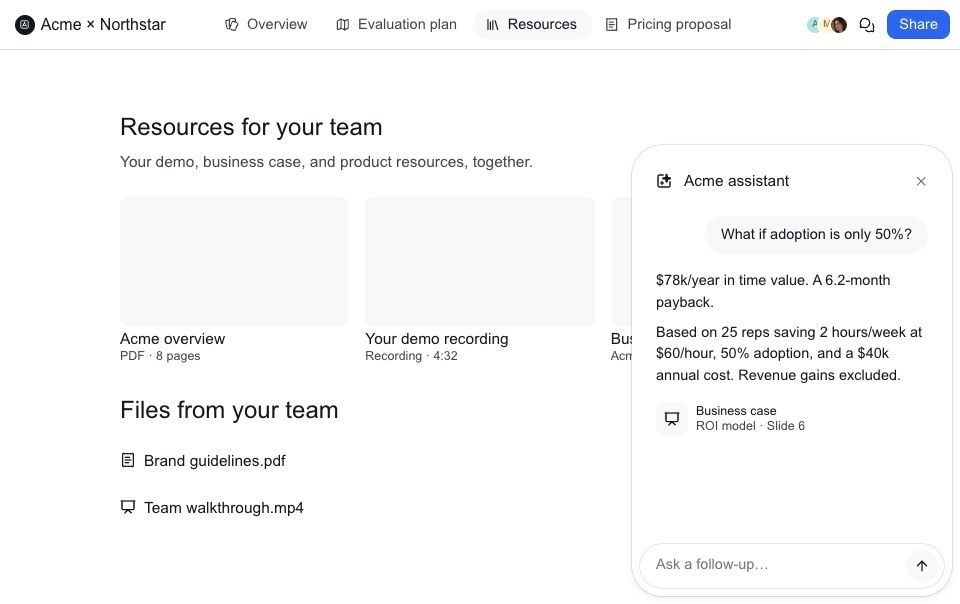 Acme × Northstar
Overview
Evaluation plan
Resources
Pricing proposal
A
M
Share
Resources for your team
Your demo, business case, and product resources, together.
Acme overview
PDF · 8 pages
Your demo recording
Recording · 4:32
Bus
Acm
Files from your team
Brand guidelines.pdf
Team walkthrough.mp4
Acme assistant
What if adoption is only 50%?
$78k/year in time value. A 6.2-month
payback.
Based on 25 reps saving 2 hours/week at
$60/hour, 50% adoption, and a $40k
annual cost. Revenue gains excluded.
Business case
ROI model · Slide 6
Ask a follow-up…